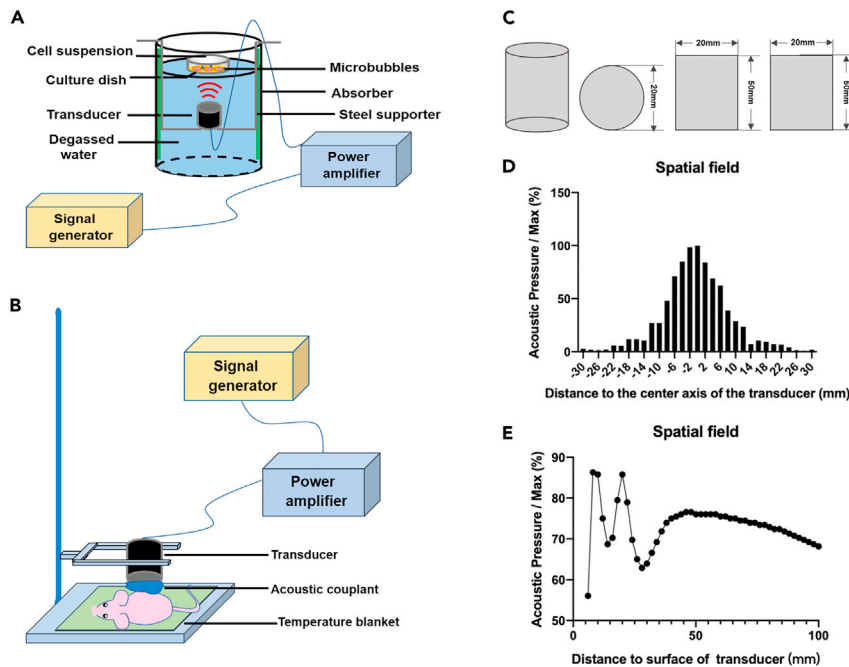 A
Cell suspension
Culture dish
Transducer
Degassed
water
Microbubbles
Absorber
Steel supporter
Power
amplifier
Signal
generator
B
Signal
generator
Power
amplifier
Transducer
Acoustic couplant
Temperature blanket
C
20mm
20mm
50mm
20mm
50mm
D
Spatial field
Acoustic Pressure / Max (%)
150
100
50
0
-30 -26 -22 -18 -14 -10 -6 -2 2 6 10 14 18 22 26 30
Distance to the center axis of the transducer (mm)
E
Spatial field
Acoustic Pressure / Max (%)
90
80
70
60
50
0 50 100
Distance to surface of transducer (mm)